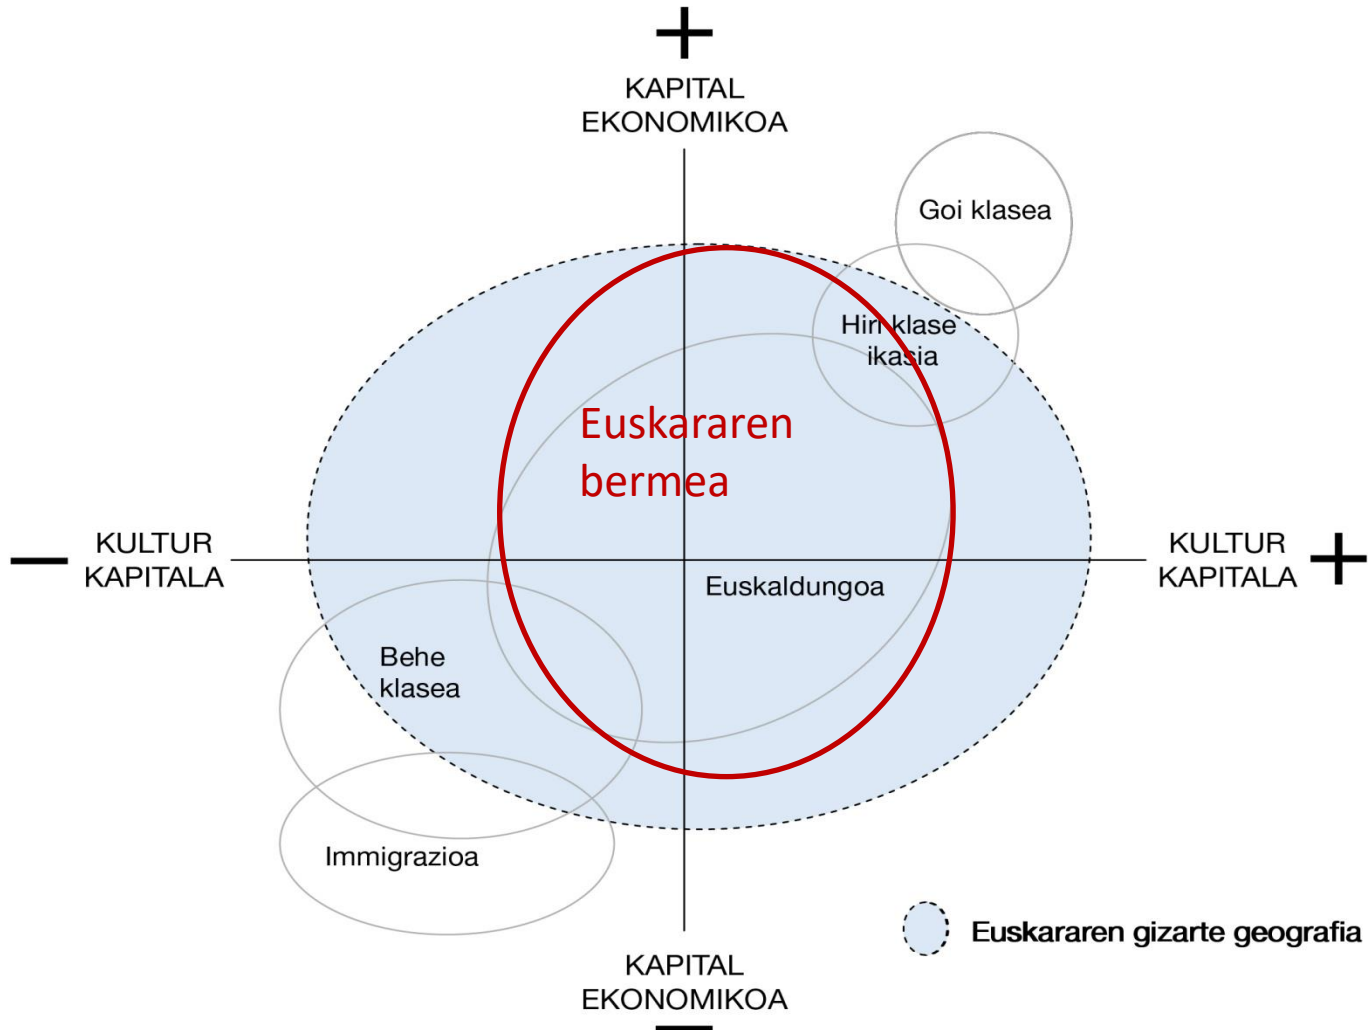 +
KAPITAL
EKONOMIKOA
Goi klasea
Hiri klase
ikasia
Euskararen
bermea
− KULTUR
KAPITALA
KULTUR +
KAPITALA
Euskaldungoa
Behe
klasea
Immigrazioa
Euskararen gizarte geografia
KAPITAL
EKONOMIKOA
−